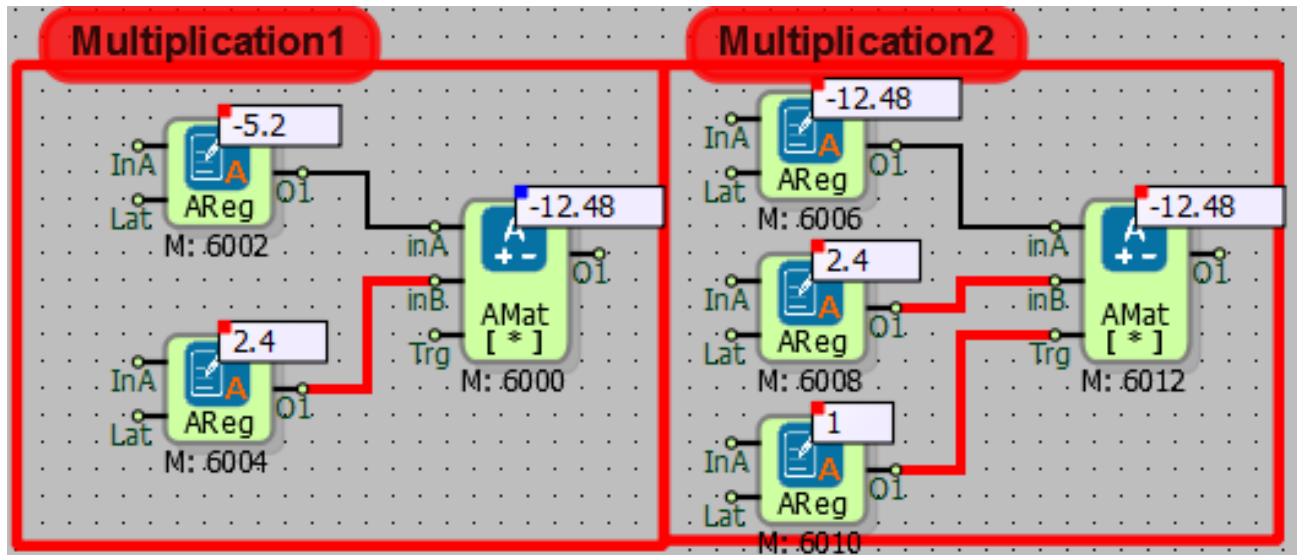 Multiplication1
-5.2
InA
Lat
O1
A
AReg
M: 6002
2.4
InA
Lat
O1
A
AReg
M: 6004
-12.48
inA
inB
Trg
O1
A
+ -
AMat
[ * ]
M: 6000
Multiplication2
-12.48
InA
Lat
O1
A
AReg
M: 6006
2.4
InA
Lat
O1
A
AReg
M: 6008
1
InA
Lat
O1
A
AReg
M: 6010
-12.48
inA
inB
Trg
O1
A
+ -
AMat
[ * ]
M: 6012